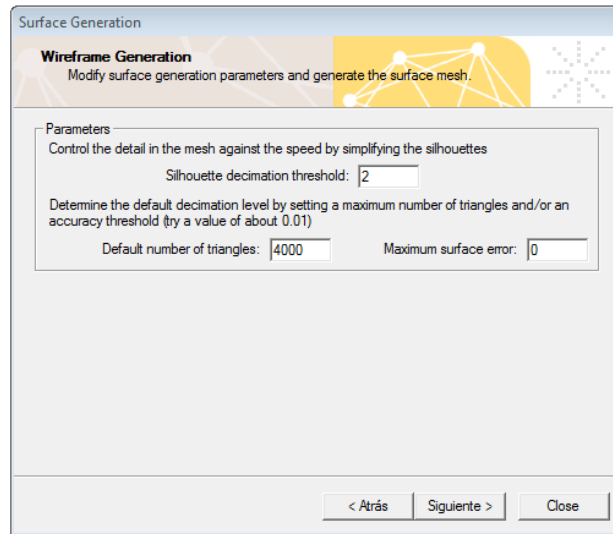 Surface Generation
Wireframe Generation
Modify surface generation parameters and generate the surface mesh.
Parameters
Control the detail in the mesh against the speed by simplifying the silhouettes
Silhouette decimation threshold: 2
Determine the default decimation level by setting a maximum number of triangles and/or an
accuracy threshold (try a value of about 0.01)
Default number of triangles: 4000 Maximum surface error: 0
< Atrás Siguiente > Close